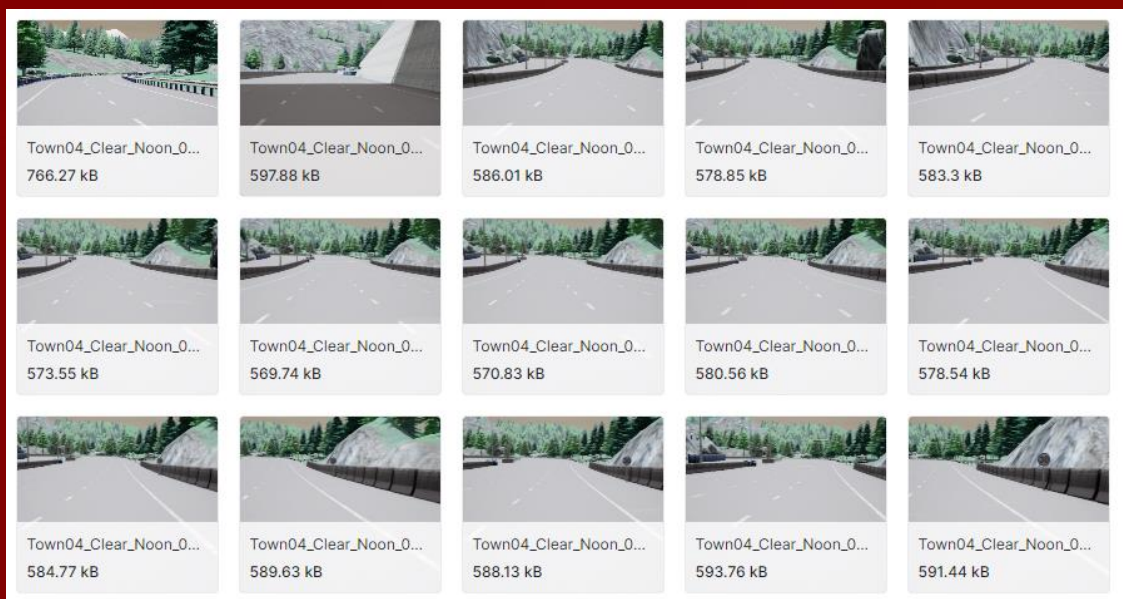 Town04_Clear_Noon_0...
766.27 kB
Town04_Clear_Noon_0...
597.88 kB
Town04_Clear_Noon_0...
586.01 kB
Town04_Clear_Noon_0...
578.85 kB
Town04_Clear_Noon_0...
583.3 kB
Town04_Clear_Noon_0...
573.55 kB
Town04_Clear_Noon_0...
569.74 kB
Town04_Clear_Noon_0...
570.83 kB
Town04_Clear_Noon_0...
580.56 kB
Town04_Clear_Noon_0...
578.54 kB
Town04_Clear_Noon_0...
584.77 kB
Town04_Clear_Noon_0...
589.63 kB
Town04_Clear_Noon_0...
588.13 kB
Town04_Clear_Noon_0...
593.76 kB
Town04_Clear_Noon_0...
591.44 kB